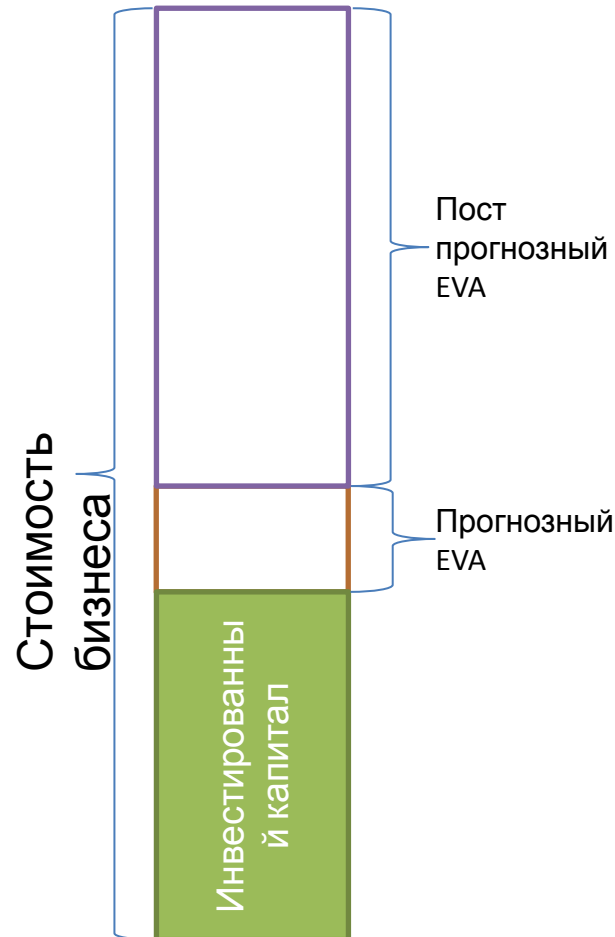 Пост
прогнозный
EVA
Стоимость
бизнеса
Прогнозный
EVA
Инвестированны
й капитал